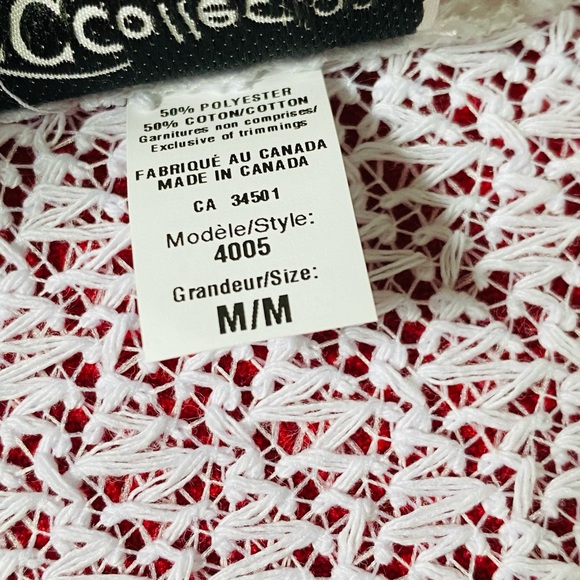 C Collection
50% POLYESTER
50% COTON/COTTON
Garnitures non comprises/
Exclusive of trimmings
FABRIQUÉ AU CANADA
MADE IN CANADA
CA 34501
Modèle/Style:
4005
Grandeur/Size:
M/M